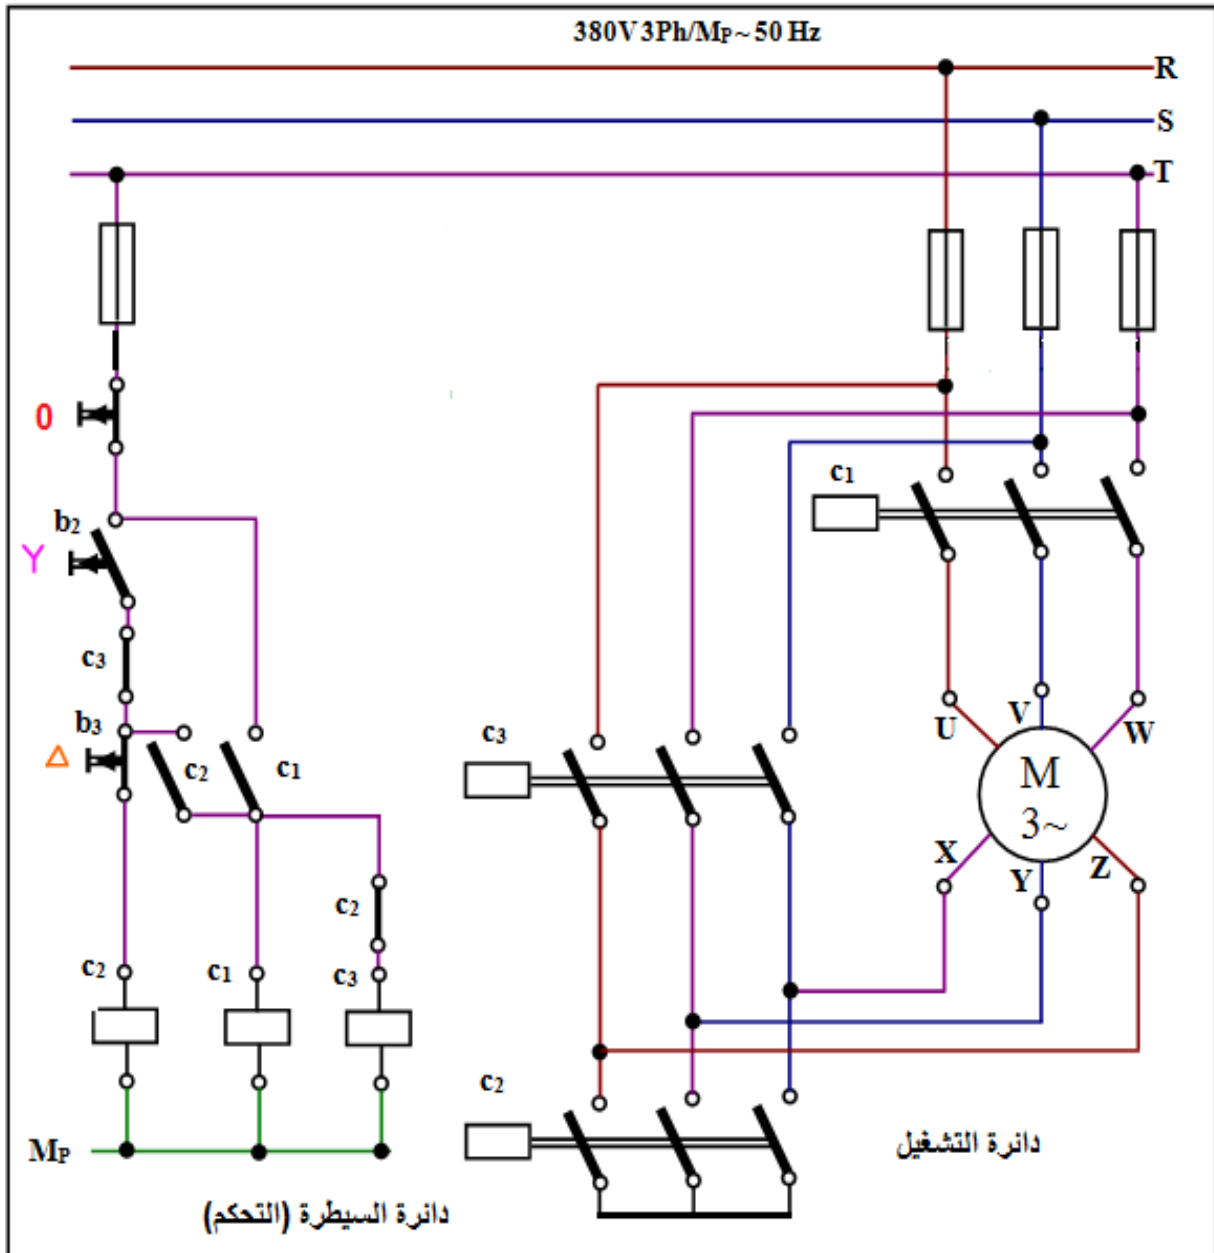 380V 3Ph/MP ~ 50 Hz
R
S
T
0
b2
Y
c3
b3
Δ
c2
c1
c2
c2
c1
c3
MP
دائرة السيطرة (التحكم)
c1
c3
U
V
W
M
3~
X
Y
Z
c2
دائرة التشغيل